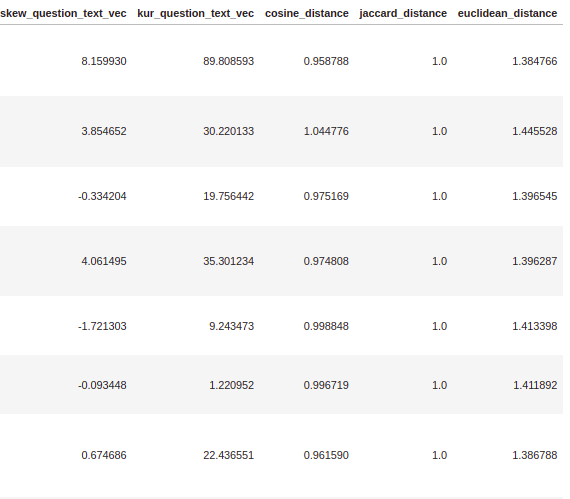 skew_question_text_vec kur_question_text_vec cosine_distance jaccard_distance euclidean_distance
8.159930 89.808593 0.958788 1.0 1.384766
3.854652 30.220133 1.044776 1.0 1.445528
-0.334204 19.756442 0.975169 1.0 1.396545
4.061495 35.301234 0.974808 1.0 1.396287
-1.721303 9.243473 0.998848 1.0 1.413398
-0.093448 1.220952 0.996719 1.0 1.411892
0.674686 22.436551 0.961590 1.0 1.386788